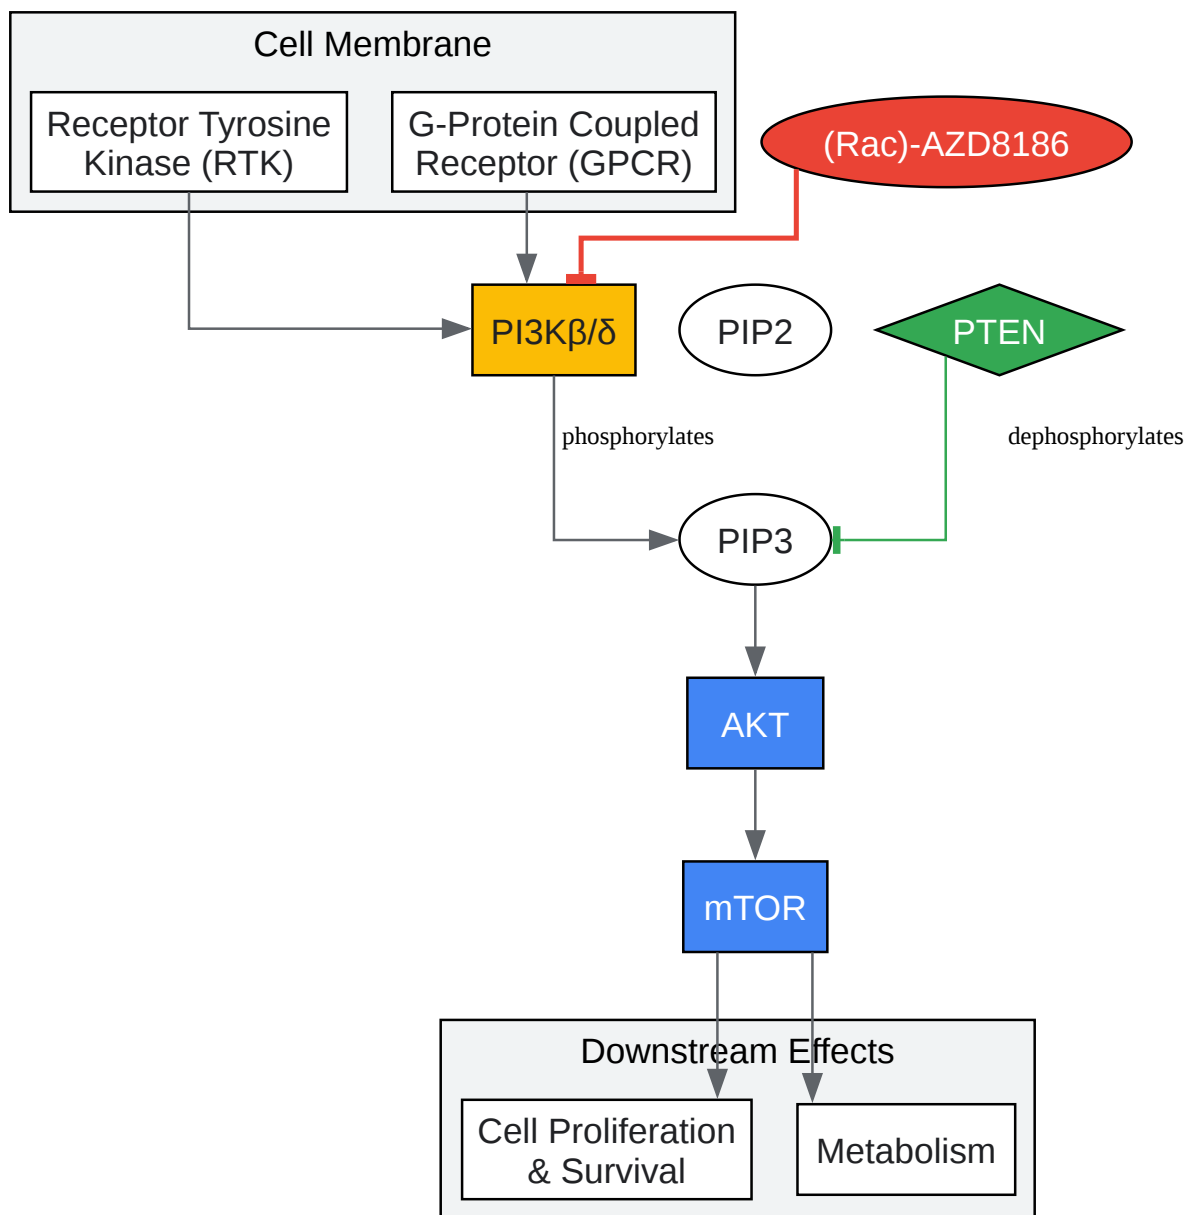 Cell Membrane
Receptor Tyrosine
Kinase (RTK)
G-Protein Coupled
Receptor (GPCR)
(Rac)-AZD8186
PI3Kβ/δ
PIP2
PTEN
phosphorylates
dephosphorylates
PIP3
AKT
mTOR
Downstream Effects
Cell Proliferation
& Survival
Metabolism